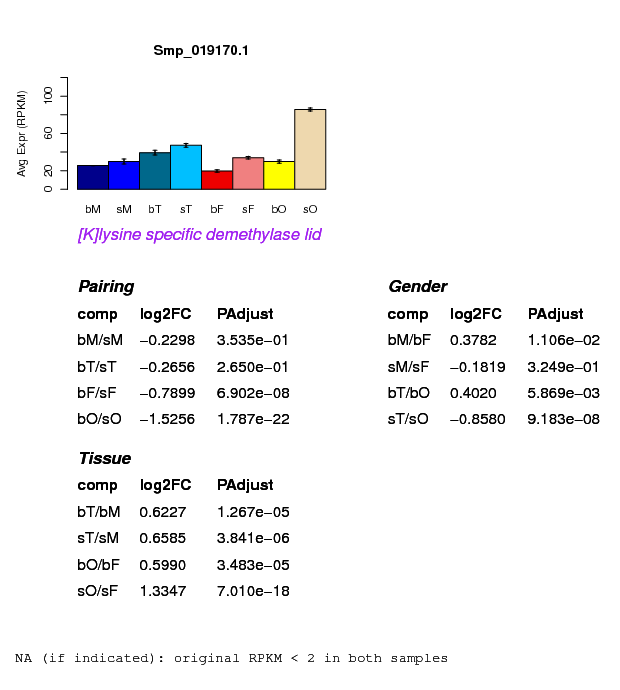 Smp_019170.1
Avg Expr (RPKM)
20 60 100
bM sM bT sT bF sF bO sO
[K]lysine specific demethylase lid
Pairing
comp log2FC PAdjust
bM/sM −0.2298 3.535e−01
bT/sT −0.2656 2.650e−01
bF/sF −0.7899 6.902e−08
bO/sO −1.5256 1.787e−22
Gender
comp log2FC PAdjust
bM/bF 0.3782 1.106e−02
sM/sF −0.1819 3.249e−01
bT/bO 0.4020 5.869e−03
sT/sO −0.8580 9.183e−08
Tissue
comp log2FC PAdjust
bT/bM 0.6227 1.267e−05
sT/sM 0.6585 3.841e−06
bO/bF 0.5990 3.483e−05
sO/sF 1.3347 7.010e−18
NA (if indicated): original RPKM < 2 in both samples